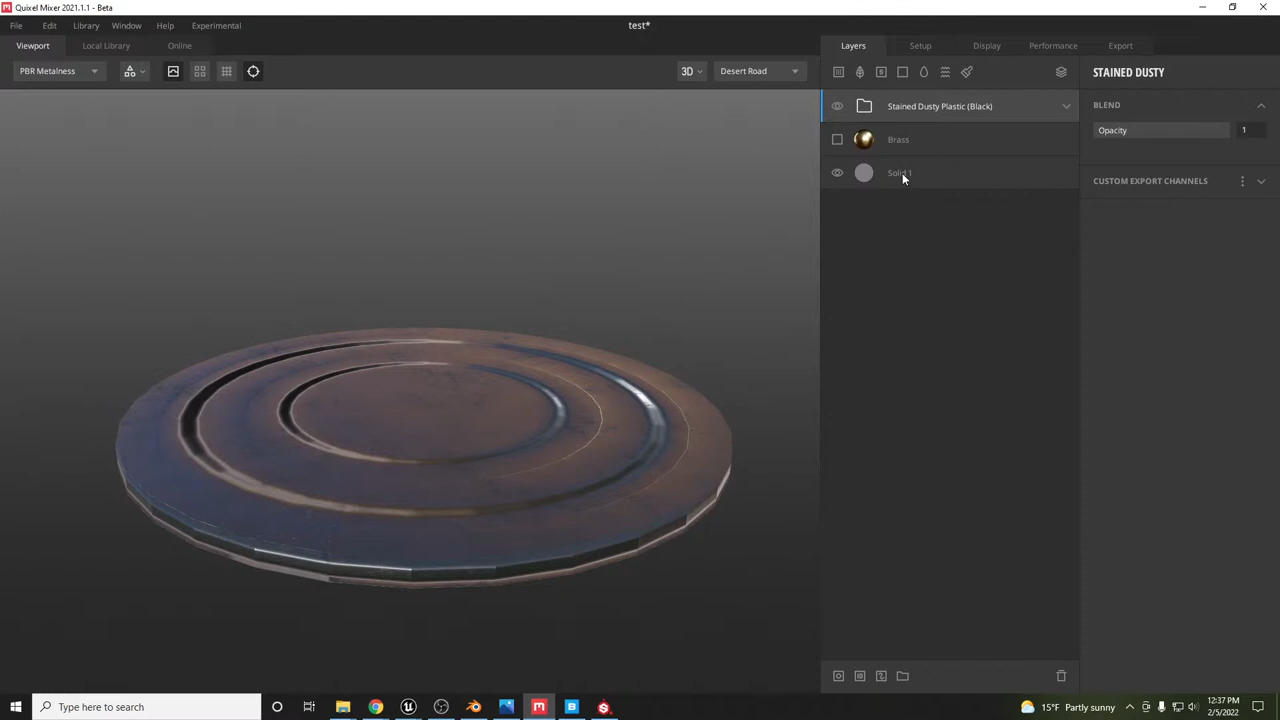 Quixel Mixer 2021.1.1 - Beta
File Edit Library Window Help Experimental
test*
Viewport Local Library Online
Layers Setup Display Performance Export
PBR Metalness
3D
Desert Road
STAINED DUSTY
Stained Dusty Plastic (Black)
BLEND
Opacity 1
Brass
Solid 1
CUSTOM EXPORT CHANNELS
Type here to search
15°F Partly sunny
12:37 PM
2/5/2022